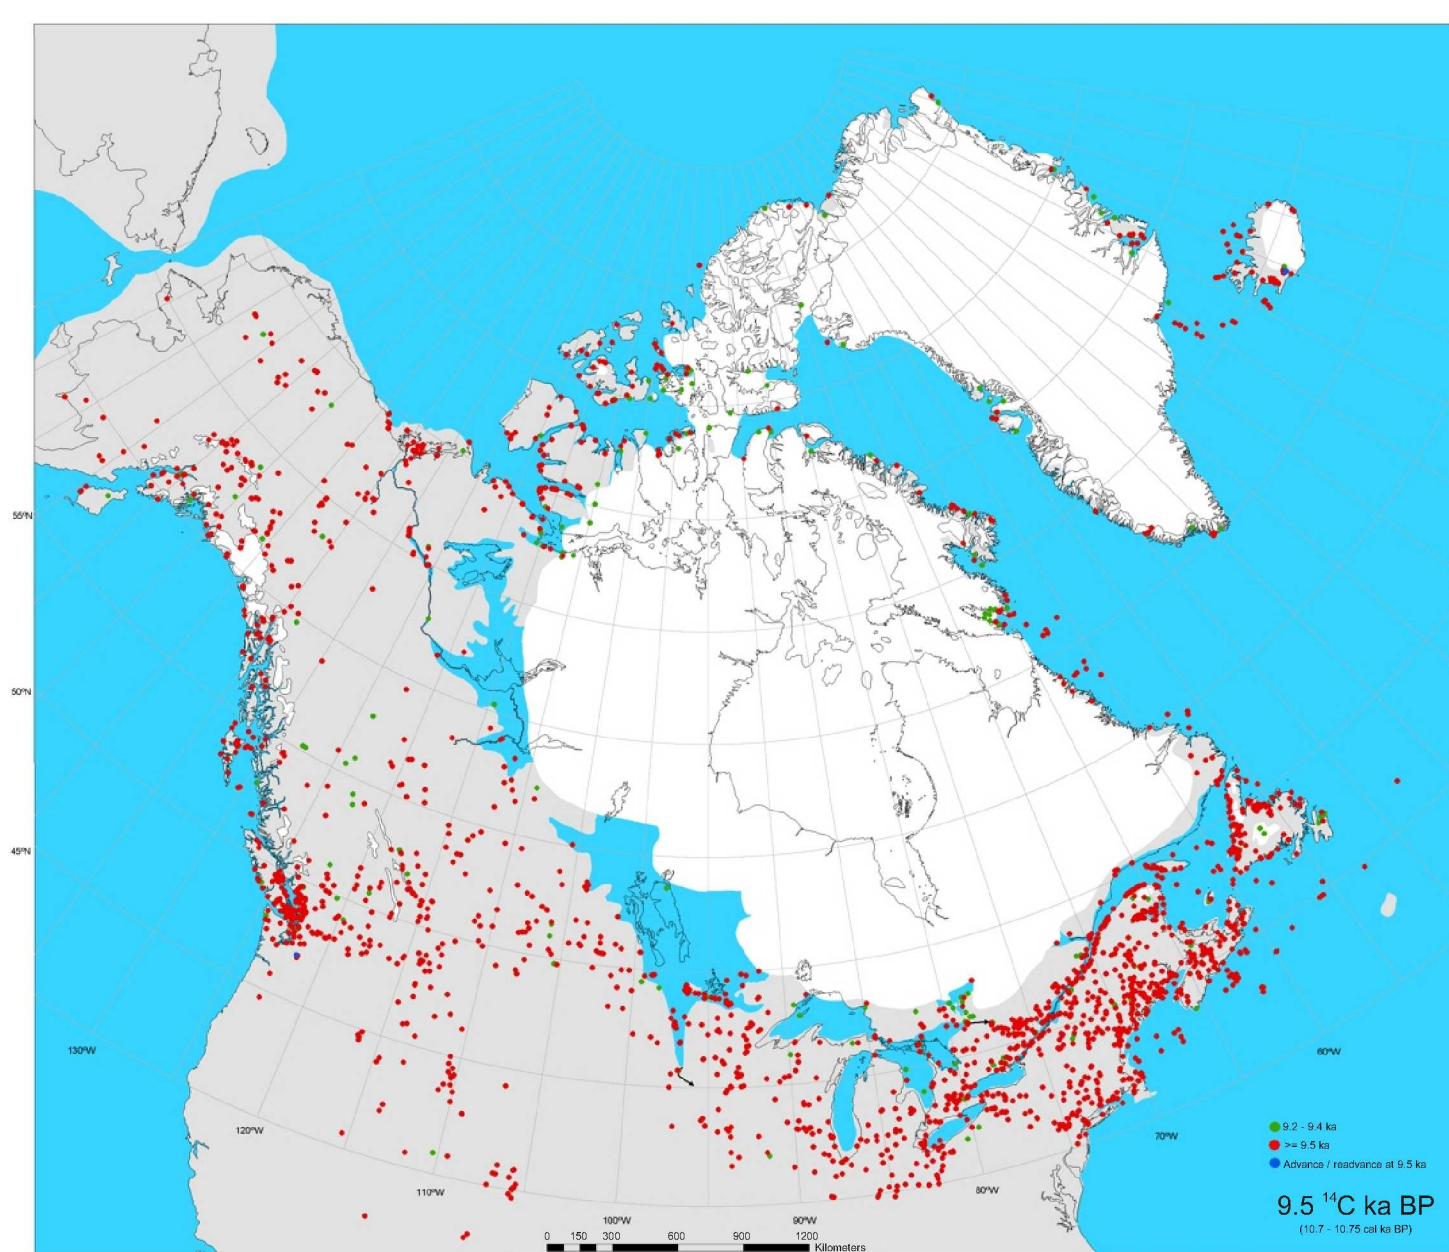 55°N
50°N
45°N
130°W
120°W
110°W
100°W
90°W
80°W
70°W
60°W
9.2 - 9.4 ka
>= 9.5 ka
Advance / readvance at 9.5 ka
9.5 ¹⁴C ka BP
(10.7 - 10.75 cal ka BP)
0 150 300 600 900 1200
Kilometers